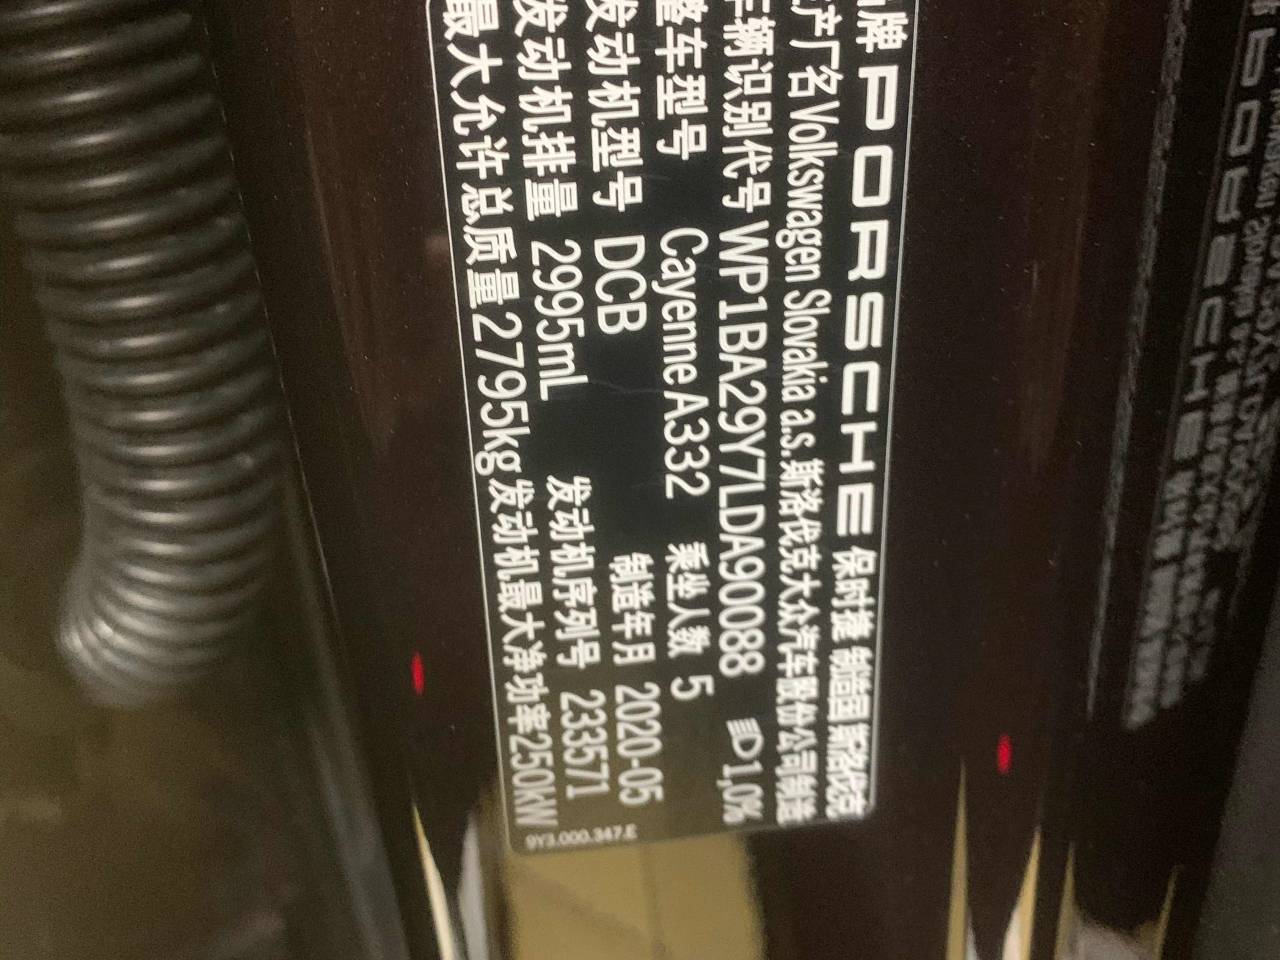 牌 PORSCHE 保时捷 制造国 斯洛伐克
产厂名 Volkswagen Slovakia a.s. 斯洛伐克大众汽车股份公司制造
车辆识别代号 WP1BA29Y7LDA90088 1,0%
整车型号 Cayenne A332 乘坐人数 5
发动机型号 DCB 制造年月 2020-05
发动机排量 2995mL 发动机序列号 233571
最大允许总质量 2795kg 发动机最大净功率 250kW
9Y3.000.347.E